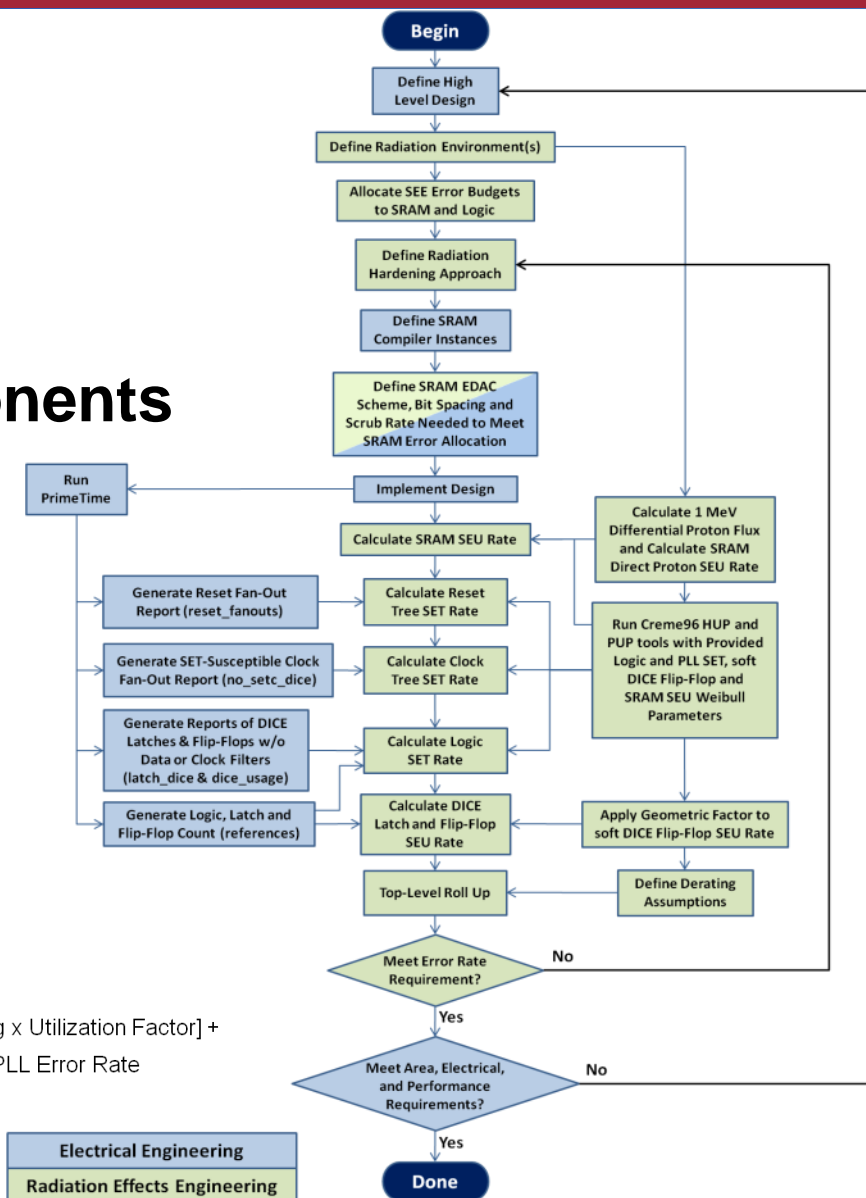 Begin
Define High
Level Design
Define Radiation Environment(s)
Allocate SEE Error Budgets
to SRAM and Logic
Define Radiation
Hardening Approach
Define SRAM
Compiler Instances
onents
Define SRAM EDAC
Scheme, Bit Spacing and
Scrub Rate Needed to Meet
SRAM Error Allocation
Run
PrimeTime
Implement Design
Calculate 1 MeV
Differential Proton Flux
and Calculate SRAM
Direct Proton SEU Rate
Calculate SRAM SEU Rate
Generate Reset Fan-Out
Report (reset_fanouts)
Calculate Reset
Tree SET Rate
Run Creme96 HUP and
PUP tools with Provided
Logic and PLL SET, soft
DICE Flip-Flop and
SRAM SEU Weibull
Parameters
Generate SET-Susceptible Clock
Fan-Out Report (no_setc_dice)
Calculate Clock
Tree SET Rate
Generate Reports of DICE
Latches & Flip-Flops w/o
Data or Clock Filters
(latch_dice & dice_usage)
Calculate Logic
SET Rate
Generate Logic, Latch and
Flip-Flop Count (references)
Calculate DICE
Latch and Flip-Flop
SEU Rate
Apply Geometric Factor to
soft DICE Flip-Flop SEU Rate
Top-Level Roll Up
Define Derating
Assumptions
Meet Error Rate
Requirement?
No
Yes
g x Utilization Factor] +
PLL Error Rate
Meet Area, Electrical,
and Performance
Requirements?
No
Yes
Electrical Engineering
Radiation Effects Engineering
Done